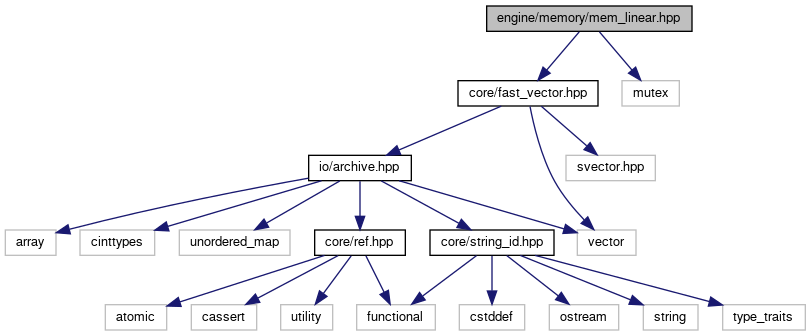 engine/memory/mem_linear.hpp
core/fast_vector.hpp
mutex
io/archive.hpp
svector.hpp
array
cinttypes
unordered_map
core/ref.hpp
core/string_id.hpp
vector
atomic
cassert
utility
functional
cstddef
ostream
string
type_traits